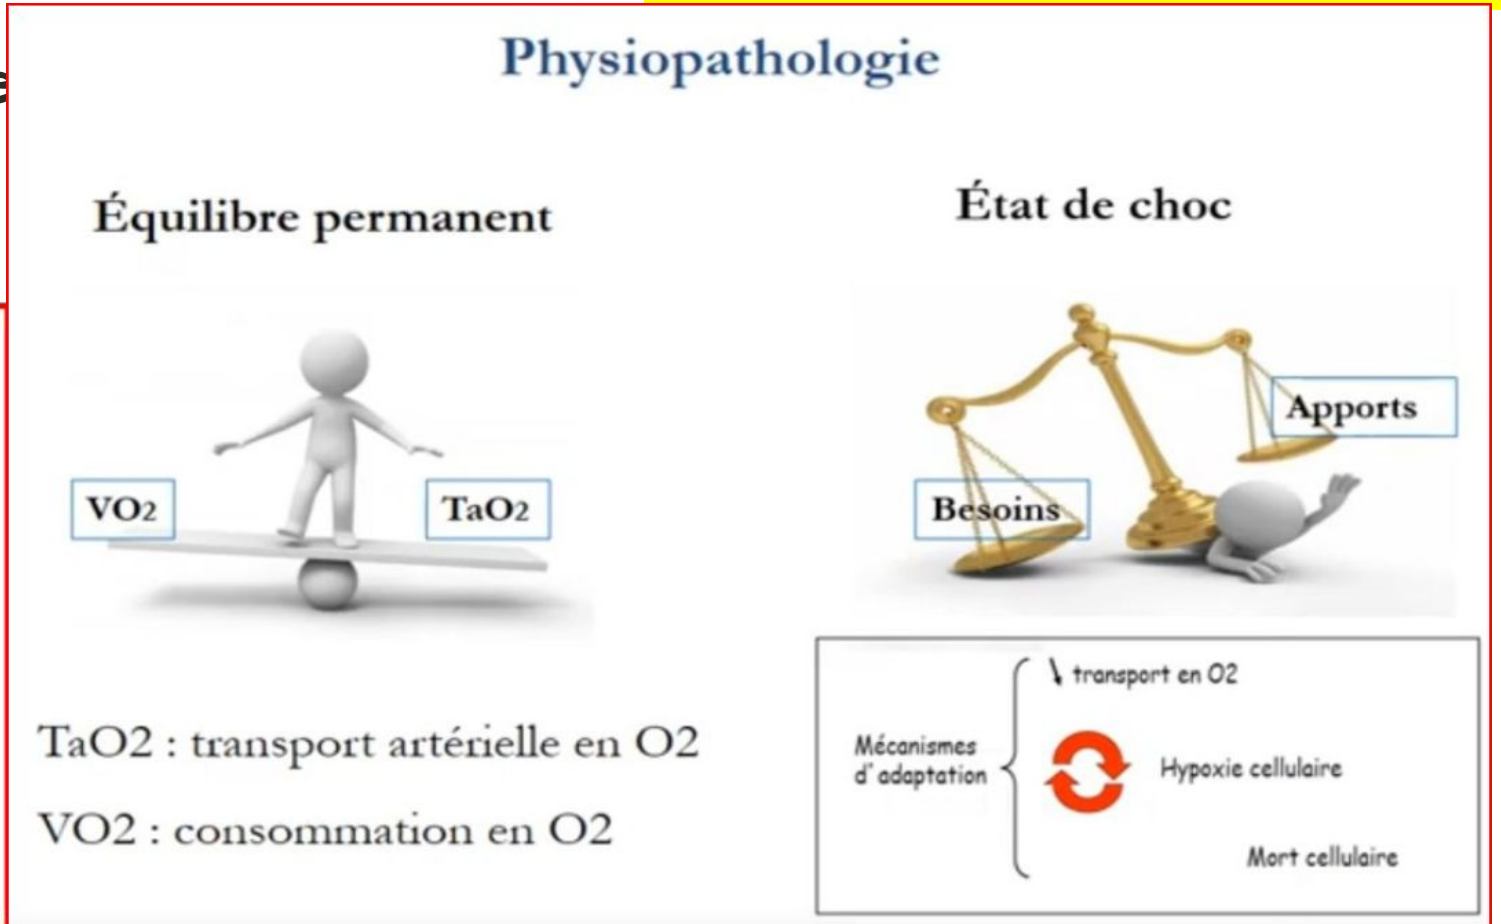 Physiopathologie
Équilibre permanent
État de choc
VO2
TaO2
Besoins
Apports
TaO2 : transport artérielle en O2
VO2 : consommation en O2
Mécanismes
d'adaptation
↘ transport en O2
Hypoxie cellulaire
Mort cellulaire